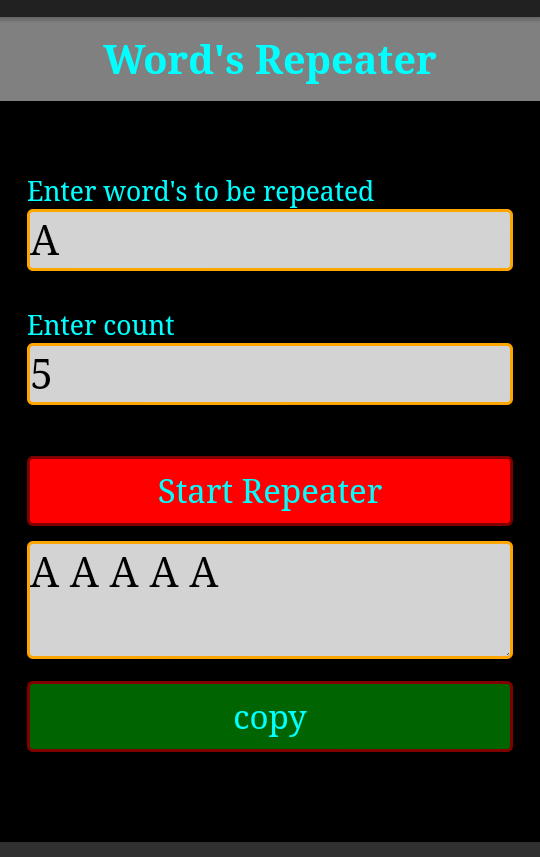 Word's Repeater
Enter word's to be repeated
A
Enter count
5
Start Repeater
A A A A A
copy